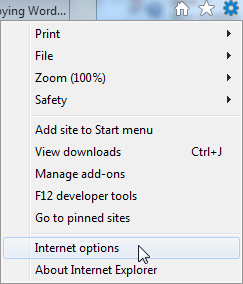 oying Word...
Print
File
Zoom (100%)
Safety
Add site to Start menu
View downloads Ctrl+J
Manage add-ons
F12 developer tools
Go to pinned sites
Internet options
About Internet Explorer